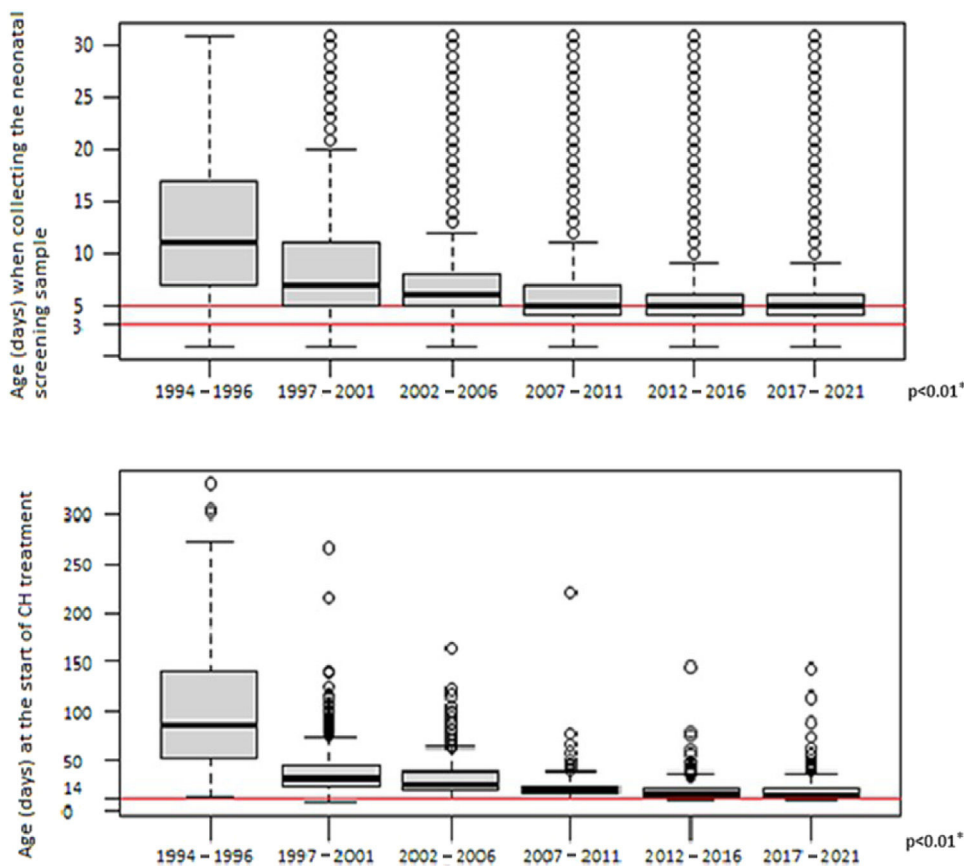 Age (days) when collecting the neonatal
screening sample
30
25
20
15
10
5
3
1994 – 1996 1997 – 2001 2002 – 2006 2007 – 2011 2012 – 2016 2017 – 2021 p<0.01*
Age (days) at the start of CH treatment
300
250
200
150
100
50
14
0
1994 – 1996 1997 – 2001 2002 – 2006 2007 – 2011 2012 – 2016 2017 – 2021
p<0.01*